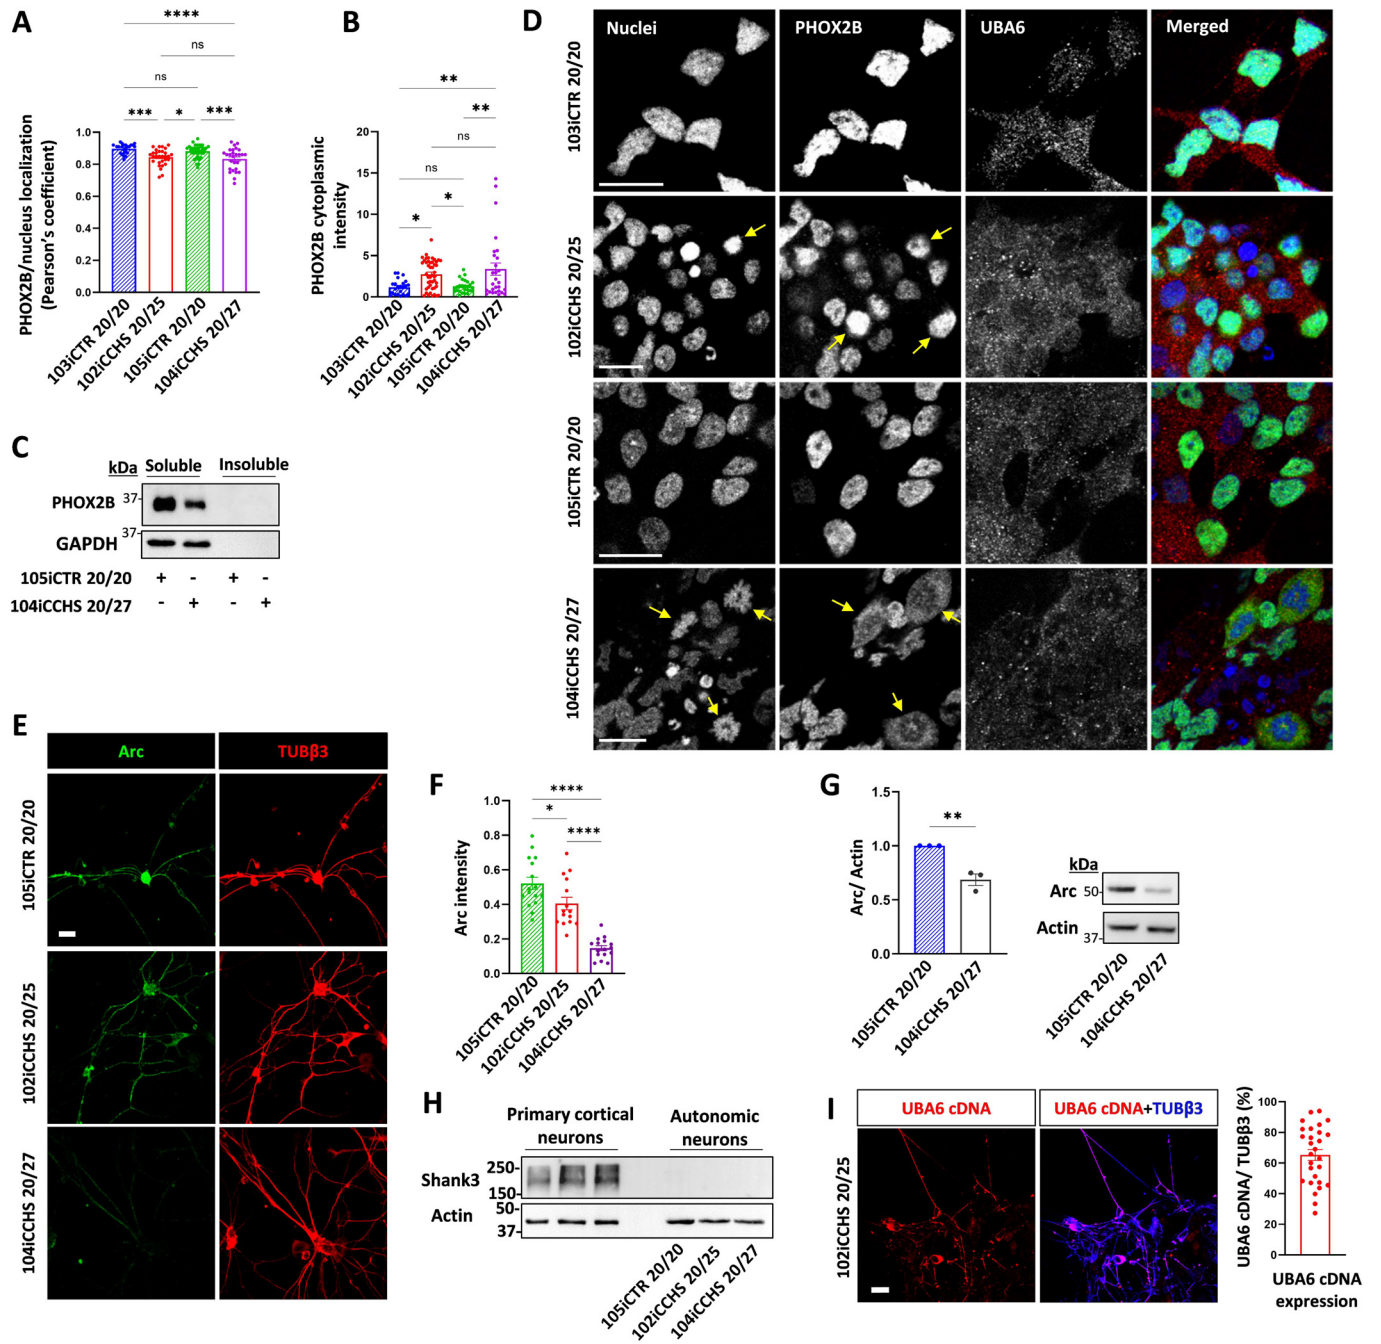 A
****
ns
ns
***
*
***
PHOX2B/nucleus localization
(Pearson's coefficient)
1.0
0.8
0.6
0.4
0.2
0.0
103iCTR 20/20
102iCCHS 20/25
105iCTR 20/20
104iCCHS 20/27
B
**
**
ns
ns
*
*
PHOX2B cytoplasmic
intensity
20
15
10
5
0
103iCTR 20/20
102iCCHS 20/25
105iCTR 20/20
104iCCHS 20/27
C
kDa
Soluble
Insoluble
PHOX2B
37-
37-
GAPDH
105iCTR 20/20
+ - + -
104iCCHS 20/27
- + - +
D
Nuclei
PHOX2B
UBA6
Merged
103iCTR 20/20
102iCCHS 20/25
105iCTR 20/20
104iCCHS 20/27
E
Arc
TUBβ3
105iCTR 20/20
102iCCHS 20/25
104iCCHS 20/27
F
****
*
****
Arc intensity
1.0
0.8
0.6
0.4
0.2
0.0
105iCTR 20/20
102iCCHS 20/25
104iCCHS 20/27
G
**
Arc/ Actin
1.5
1.0
0.5
0.0
105iCTR 20/20
104iCCHS 20/27
kDa
Arc
50-
Actin
37-
105iCTR 20/20
104iCCHS 20/27
H
Primary cortical
neurons
Autonomic
neurons
Shank3
250-
150-
Actin
50-
37-
105iCTR 20/20
102iCCHS 20/25
104iCCHS 20/27
I
UBA6 cDNA
UBA6 cDNA+TUBβ3
102iCCHS 20/25
UBA6 cDNA/ TUBβ3 (%)
100
80
60
40
20
0
UBA6 cDNA
expression